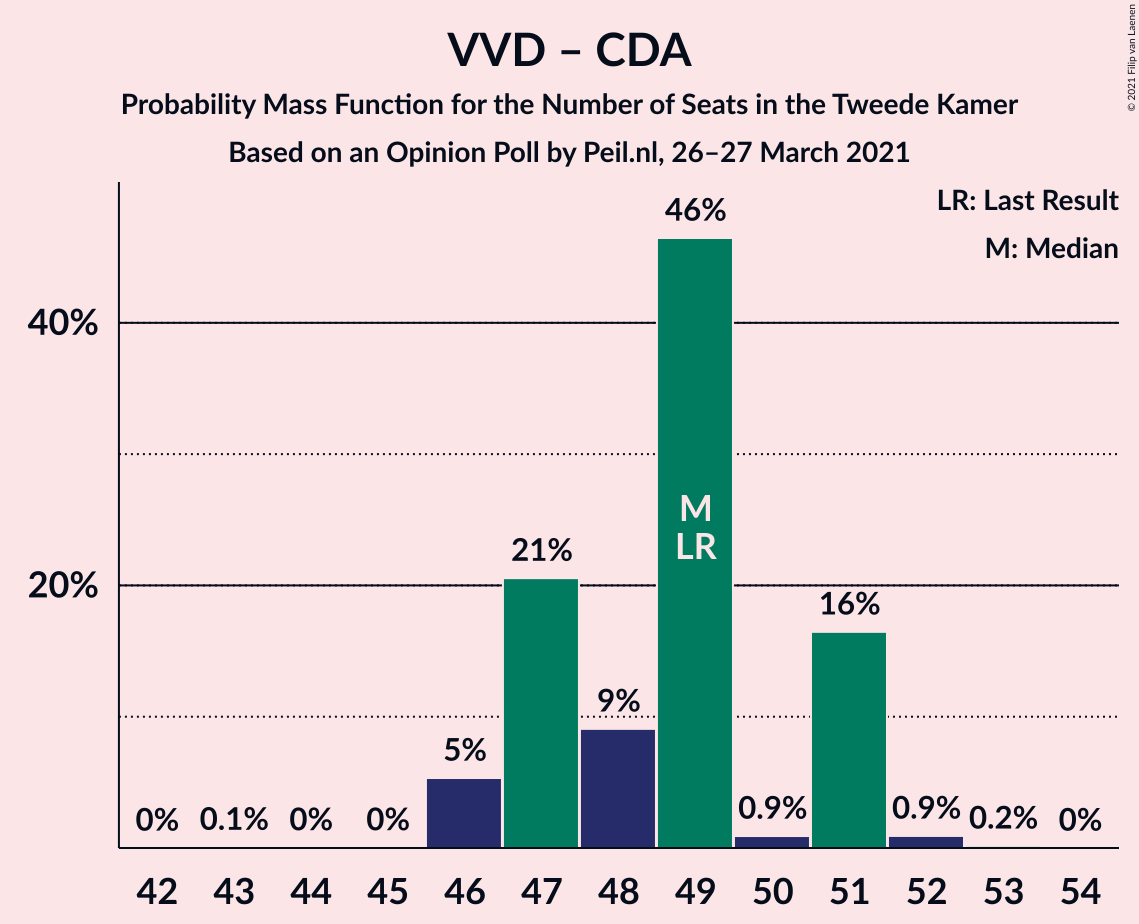 VVD – CDA
Probability Mass Function for the Number of Seats in the Tweede Kamer
Based on an Opinion Poll by Peil.nl, 26–27 March 2021
© 2021 Filip van Laenen
LR: Last Result
M: Median
40%
20%
0%
0.1%
0%
0%
5%
21%
9%
46%
M
LR
0.9%
16%
0.9%
0.2%
0%
42 43 44 45 46 47 48 49 50 51 52 53 54